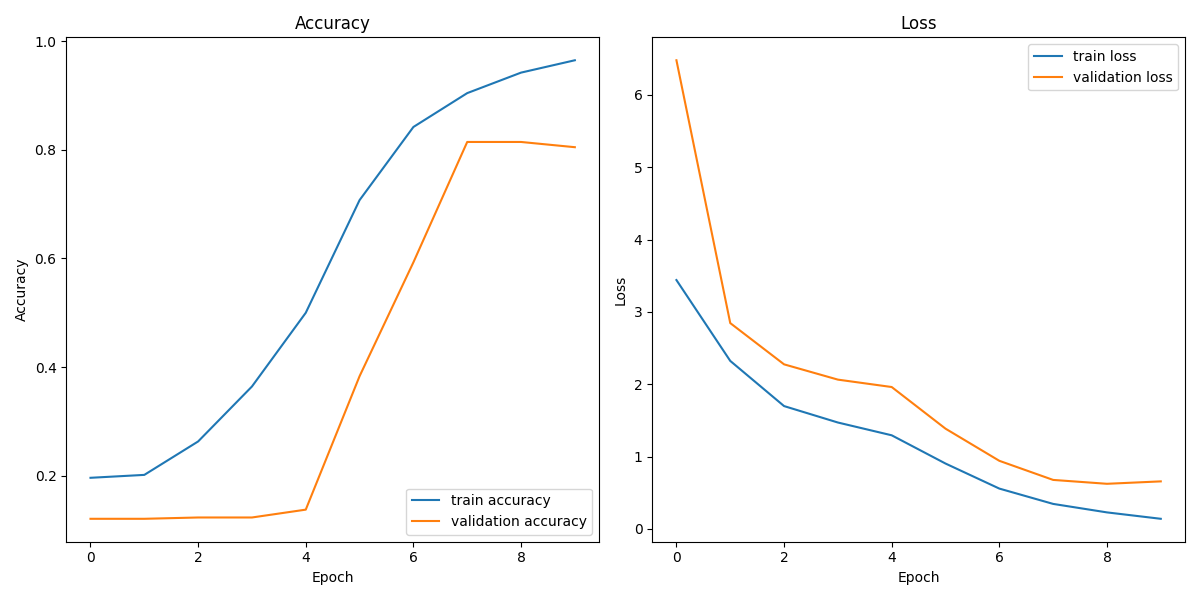 Accuracy
1.0
0.8
0.6
0.4
0.2
Accuracy
train accuracy
validation accuracy
0 2 4 6 8
Epoch
Loss
6
5
4
3
2
1
0
Loss
train loss
validation loss
0 2 4 6 8
Epoch